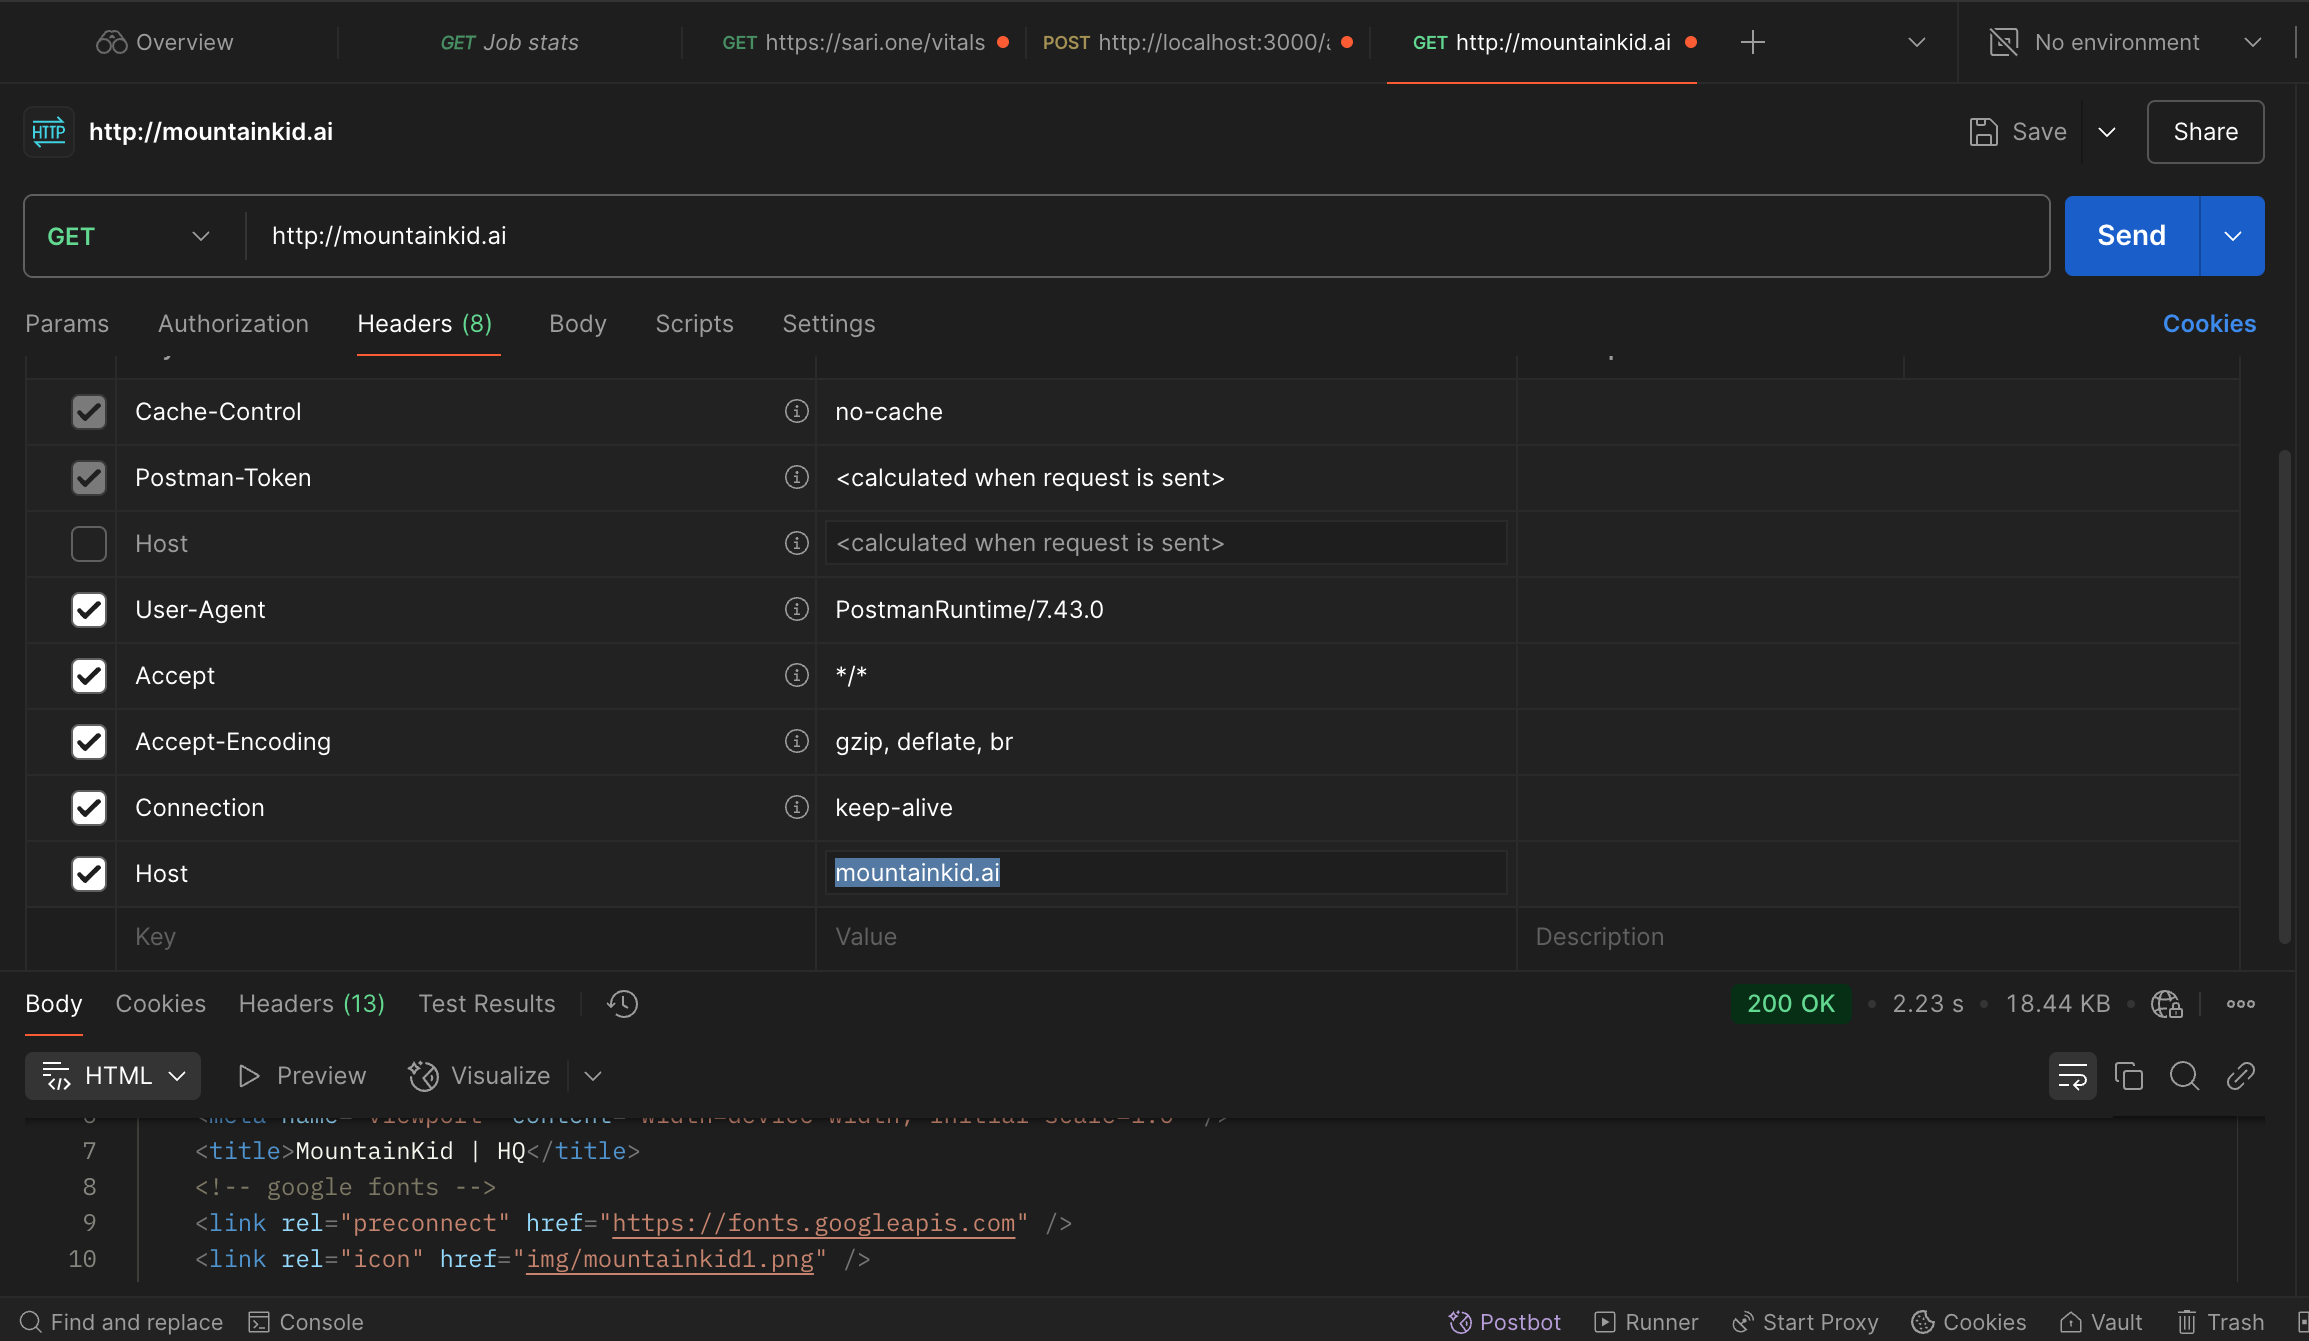 Overview
GET Job stats
GET https://sari.one/vitals
POST http://localhost:3000/
GET http://mountainkid.ai
No environment
HTTP http://mountainkid.ai
Save
Share
GET http://mountainkid.ai
Send
Params Authorization Headers (8) Body Scripts Settings
Cookies
Cache-Control no-cache
Postman-Token <calculated when request is sent>
Host <calculated when request is sent>
User-Agent PostmanRuntime/7.43.0
Accept */*
Accept-Encoding gzip, deflate, br
Connection keep-alive
Host mountainkid.ai
Key Value Description
Body Cookies Headers (13) Test Results
200 OK • 2.23 s • 18.44 KB •
HTML Preview Visualize
7 <title>MountainKid | HQ</title>
8 <!-- google fonts -->
9 <link rel="preconnect" href="https://fonts.googleapis.com" />
10 <link rel="icon" href="img/mountainkid1.png" />
Find and replace Console
Postbot Runner Start Proxy Cookies Vault Trash